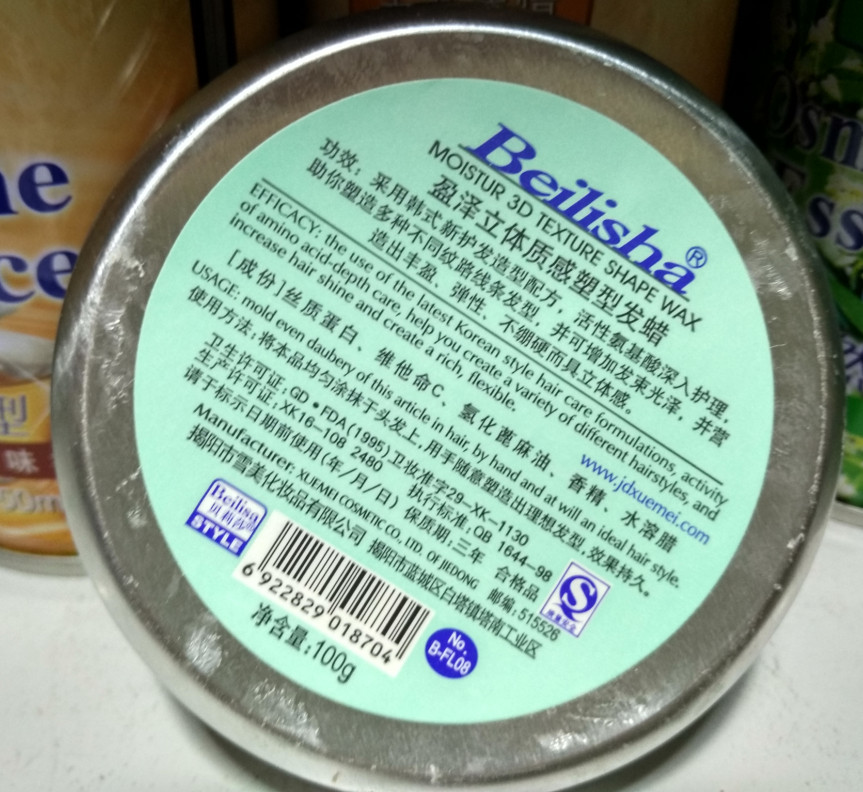 Beilisha®
MOISTUR 3D TEXTURE SHAPE WAX
盈泽立体质感塑型发蜡
功效：采用韩式新护发造型配方，活性氨基酸深入护理，
助你塑造多种不同纹路线条发型，并可增加发束光泽，并营
造出丰盈、弹性、不绷硬而具立体感。
EFFICACY: the use of the latest Korean style hair care formulations, activity
of amino acid-depth care, help you create a variety of different hairstyles, and
increase hair shine and create a rich, flexible.
www.jdxuemei.com
[成份]丝质蛋白、维他命C、氢化蓖麻油、香精、水溶腊
USAGE: mold even daubery of this article in hair, by hand and at will an ideal hair style.
使用方法：将本品均匀涂抹于头发上，用手随意塑造出理想发型，效果持久。
卫生许可证：GD•FDA(1995)卫妆准字29-XK-1130
生产许可证：XK16-108 2480 执行标准：QB 1644-98
请于标示日期前使用(年/月/日) 保质期：三年 合格品
Manufacturer: XUEMEI COSMETIC CO., LTD. OF JIEDONG 邮编：515526
揭阳市雪美化妆品有限公司 揭阳市蓝城区白塔镇塔南工业区
Beilisa
贝利莎
STYLE
6 922829 018704
No.
B-FL08
净含量：100g
ne
ce
型
味
00m
Osm
Ess